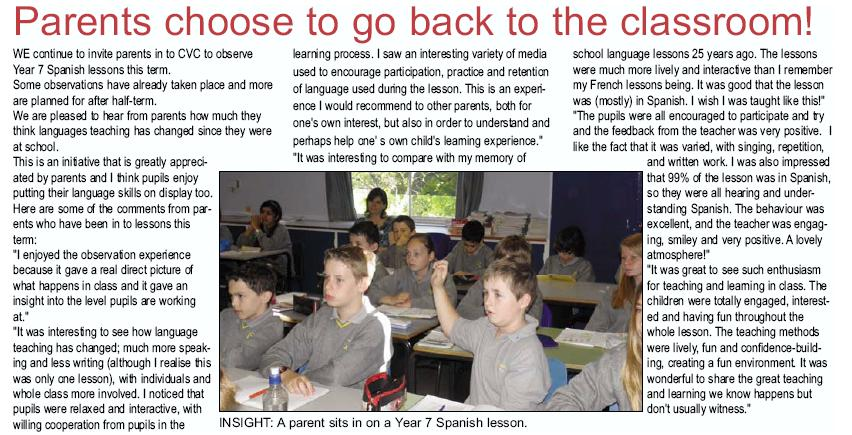 Parents choose to go back to the classroom!
WE continue to invite parents in to CVC to observe
Year 7 Spanish lessons this term.
Some observations have already taken place and more
are planned for after half-term.
We are pleased to hear from parents how much they
think languages teaching has changed since they were
at school.
This is an initiative that is greatly appreci-
ated by parents and I think pupils enjoy
putting their language skills on display too.
Here are some of the comments from par-
ents who have been in to lessons this
term:
"I enjoyed the observation experience
because it gave a real direct picture of
what happens in class and it gave an
insight into the level pupils are working
at."
"It was interesting to see how language
teaching has changed; much more speak-
ing and less writing (although I realise this
was only one lesson), with individuals and
whole class more involved. I noticed that
pupils were relaxed and interactive, with
willing cooperation from pupils in the
learning process. I saw an interesting variety of media
used to encourage participation, practice and retention
of language used during the lesson. This is an experi-
ence I would recommend to other parents, both for
one's own interest, but also in order to understand and
perhaps help one' s own child's learning experience."
"It was interesting to compare with my memory of
school language lessons 25 years ago. The lessons
were much more lively and interactive than I remember
my French lessons being. It was good that the lesson
was (mostly) in Spanish. I wish I was taught like this!"
"The pupils were all encouraged to participate and try
and the feedback from the teacher was very positive. I
like the fact that it was varied, with singing, repetition,
and written work. I was also impressed
that 99% of the lesson was in Spanish,
so they were all hearing and under-
standing Spanish. The behaviour was
excellent, and the teacher was engag-
ing, smiley and very positive. A lovely
atmosphere!"
"It was great to see such enthusiasm
for teaching and learning in class. The
children were totally engaged, interest-
ed and having fun throughout the
whole lesson. The teaching methods
were lively, fun and confidence-build-
ing, creating a fun environment. It was
wonderful to share the great teaching
and learning we know happens but
don't usually witness."
INSIGHT: A parent sits in on a Year 7 Spanish lesson.